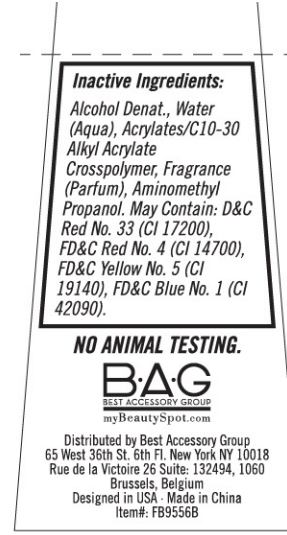 Inactive Ingredients:
Alcohol Denat., Water
(Aqua), Acrylates/C10-30
Alkyl Acrylate
Crosspolymer, Fragrance
(Parfum), Aminomethyl
Propanol. May Contain: D&C
Red No. 33 (CI 17200),
FD&C Red No. 4 (CI 14700),
FD&C Yellow No. 5 (CI
19140), FD&C Blue No. 1 (CI
42090).
NO ANIMAL TESTING.
B·A·G
BEST ACCESSORY GROUP
myBeautySpot.com
Distributed by Best Accessory Group
65 West 36th St. 6th Fl. New York NY 10018
Rue de la Victoire 26 Suite: 132494, 1060
Brussels, Belgium
Designed in USA · Made in China
Item#: FB9556B